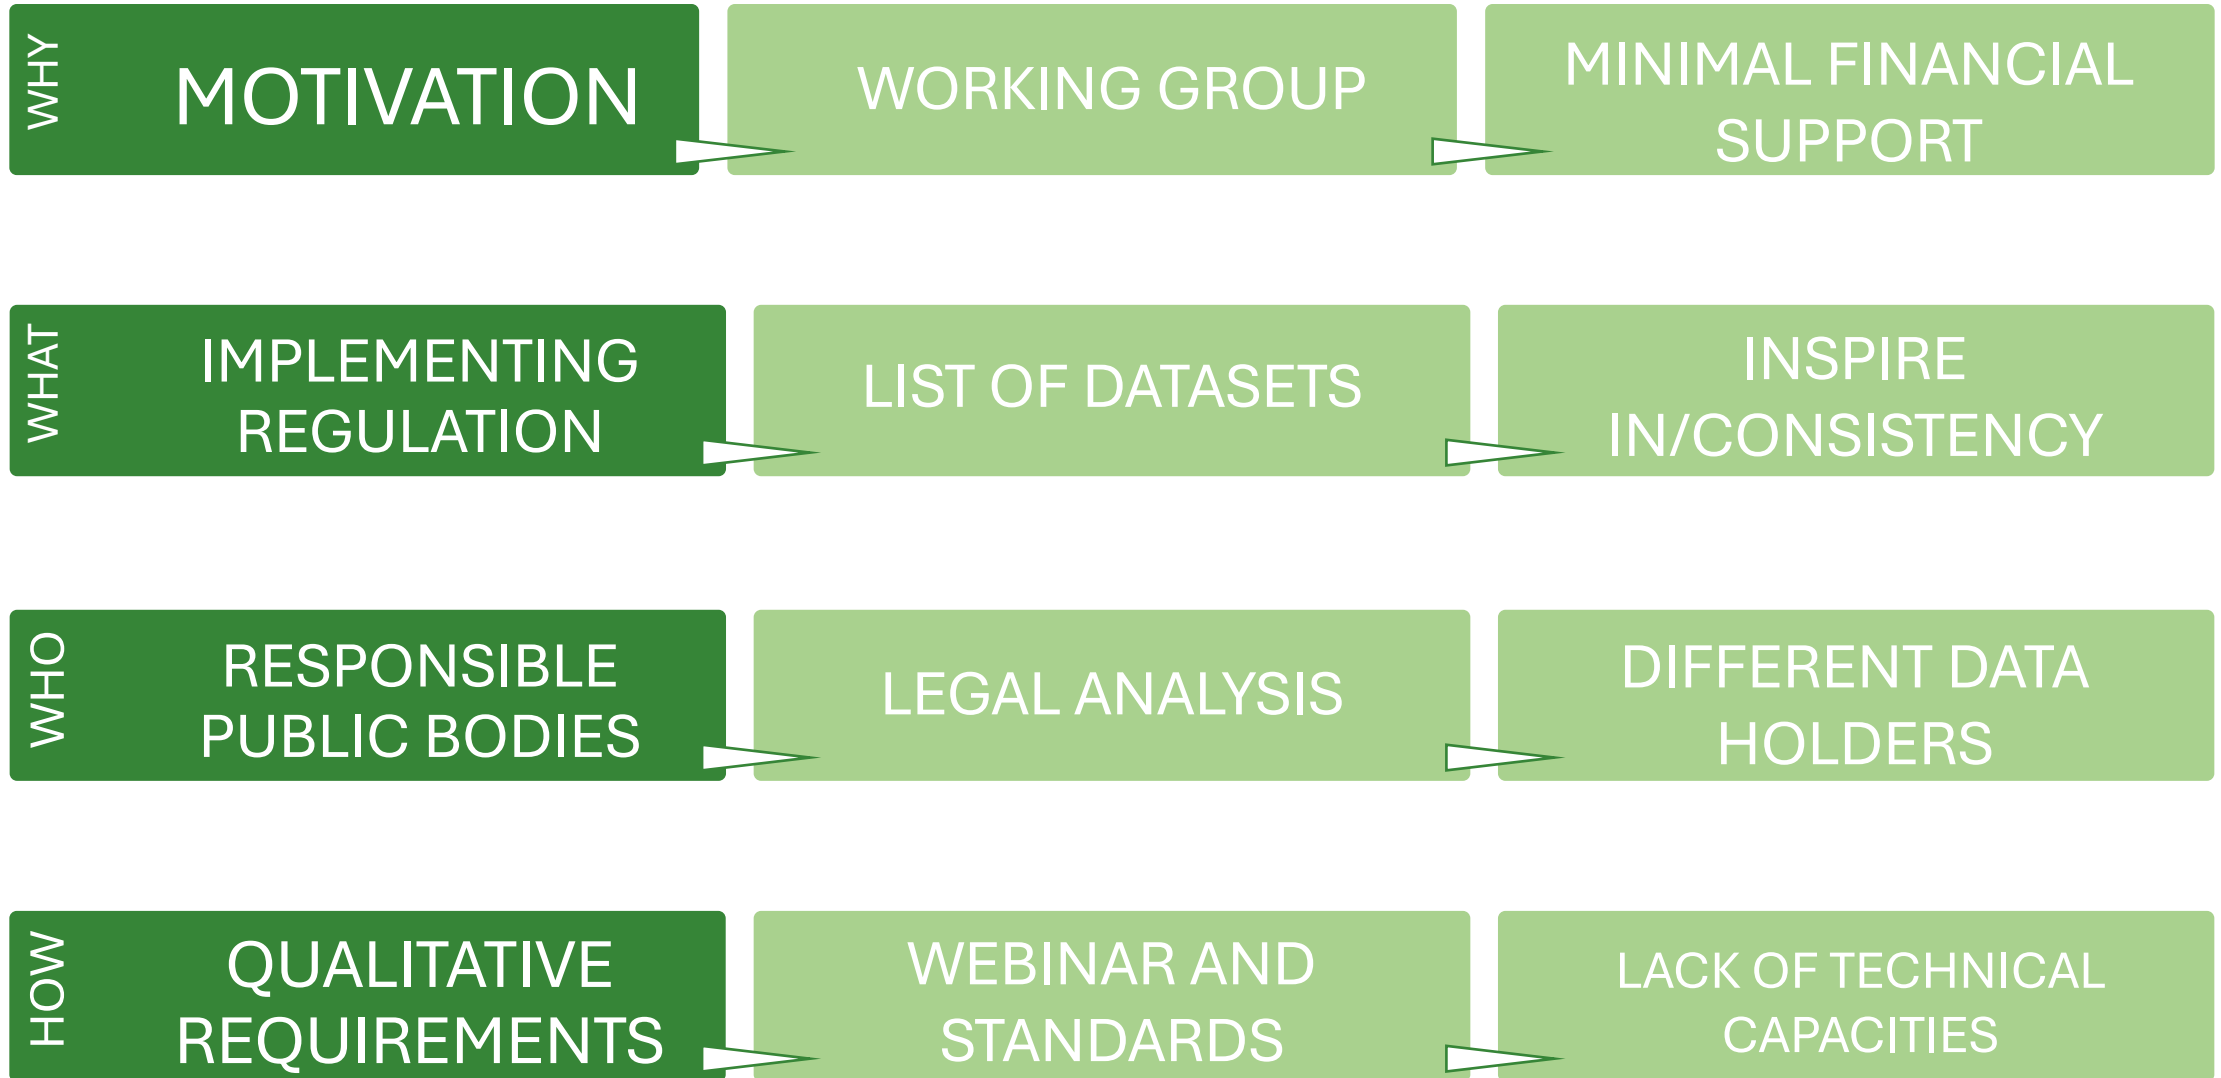 WHY
MOTIVATION
WORKING GROUP
MINIMAL FINANCIAL
SUPPORT
WHAT
IMPLEMENTING
REGULATION
LIST OF DATASETS
INSPIRE
IN/CONSISTENCY
WHO
RESPONSIBLE
PUBLIC BODIES
LEGAL ANALYSIS
DIFFERENT DATA
HOLDERS
HOW
QUALITATIVE
REQUIREMENTS
WEBINAR AND
STANDARDS
LACK OF TECHNICAL
CAPACITIES